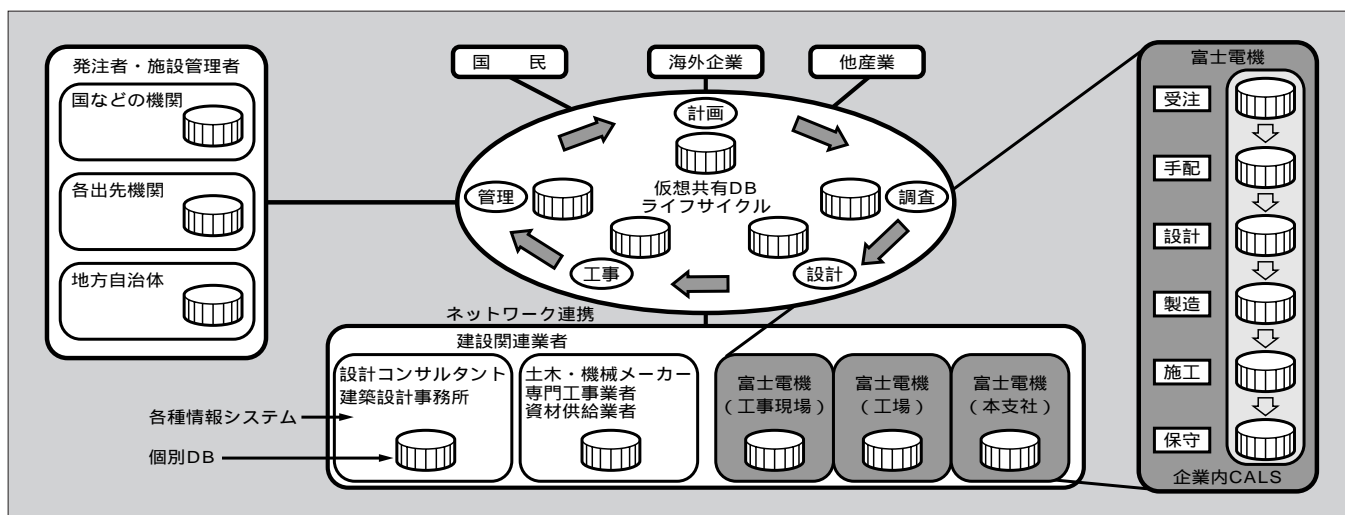 発注者・施設管理者
国などの機関
各出先機関
地方自治体
国　民
海外企業
他産業
計画
仮想共有DB
ライフサイクル
管理
調査
工事
設計
ネットワーク連携
建設関連業者
設計コンサルタント
建築設計事務所
土木・機械メーカー
専門工事業者
資材供給業者
富士電機
（工事現場）
富士電機
（工場）
富士電機
（本支社）
各種情報システム
個別DB
富士電機
受注
手配
設計
製造
施工
保守
企業内CALS